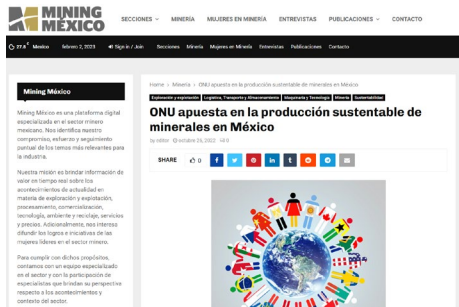 MINING
MÉXICO
SECCIONES
MINERÍA
MUJERES EN MINERÍA
ENTREVISTAS
PUBLICACIONES
CONTACTO
27.8 México
febrero 2, 2023
Sign in / Join
Secciones Minería Mujeres en Minería Entrevistas Publicaciones Contacto
Mining México
Mining México es una plataforma digital
especializada en el sector minero
mexicano. Nos identifica nuestro
compromiso, esfuerzo y seguimiento
puntual de los temas más relevantes para
la industria.
Nuestra misión es brindar información de
valor en tiempo real sobre los
acontecimientos de actualidad en
materia de exploración y explotación,
procesamiento, comercialización,
tecnología, ambiente y reciclaje, servicios
y precios. Adicionalmente, nos interesa
difundir los logros e iniciativas de las
mujeres líderes en el sector minero.
Para cumplir con dichos propósitos,
contamos con un equipo especializado
en el sector y con la participación de
especialistas que brindan su perspectiva
respecto a los acontecimientos y
contexto del sector.
Home > Minería > ONU apuesta en la producción sustentable de minerales en México
Exploración y explotación
Logística, Transporte y Almacenamiento
Maquinaria y Tecnología
Minería
Sustentabilidad
ONU apuesta en la producción sustentable de
minerales en México
by editor
octubre 26, 2022
0
SHARE
0